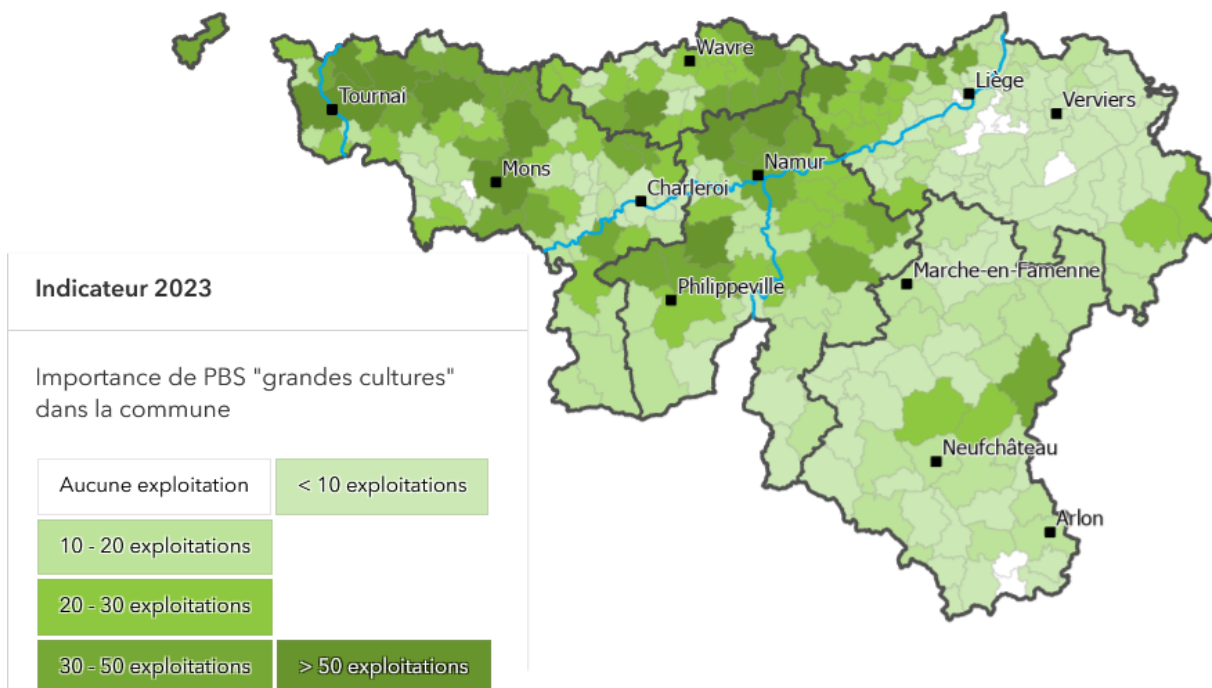 Wavre
Liège
Tournai
Verviers
Mons
Namur
Charleroi
Marche-en-Famenne
Philippeville
Neufchâteau
Arlon
Indicateur 2023
Importance de PBS "grandes cultures"
dans la commune
Aucune exploitation
< 10 exploitations
10 - 20 exploitations
20 - 30 exploitations
30 - 50 exploitations
> 50 exploitations